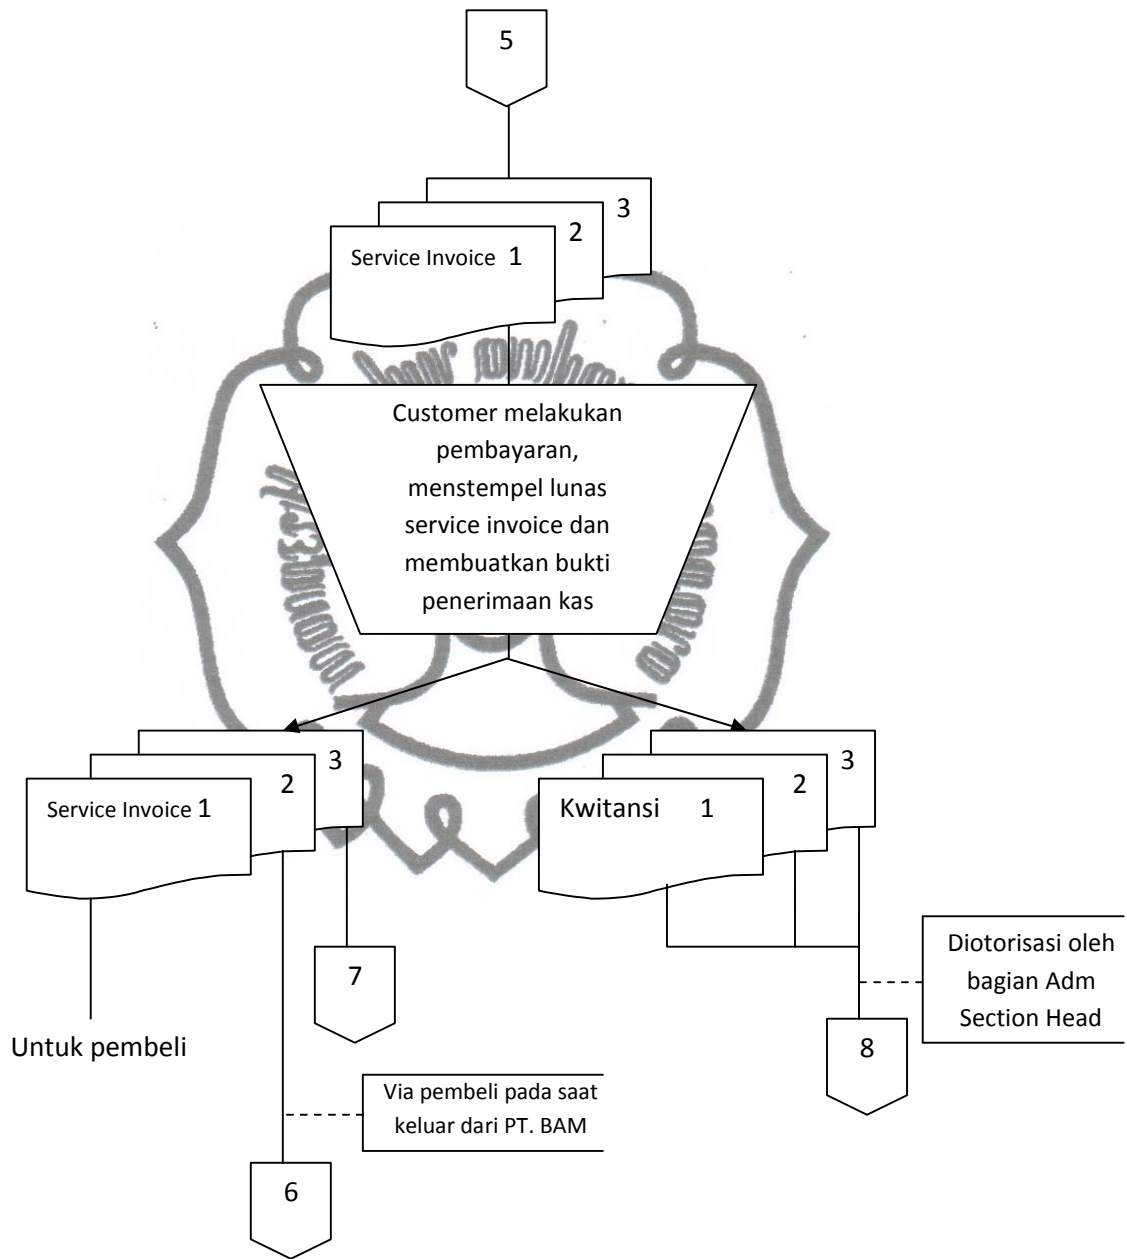 5
3
2
Service Invoice 1
Customer melakukan
pembayaran,
menstempel lunas
service invoice dan
membuatkan bukti
penerimaan kas
3
2
Service Invoice 1
3
2
Kwitansi 1
7
Diotorisasi oleh
bagian Adm
Section Head
Untuk pembeli
8
Via pembeli pada saat
keluar dari PT. BAM
6